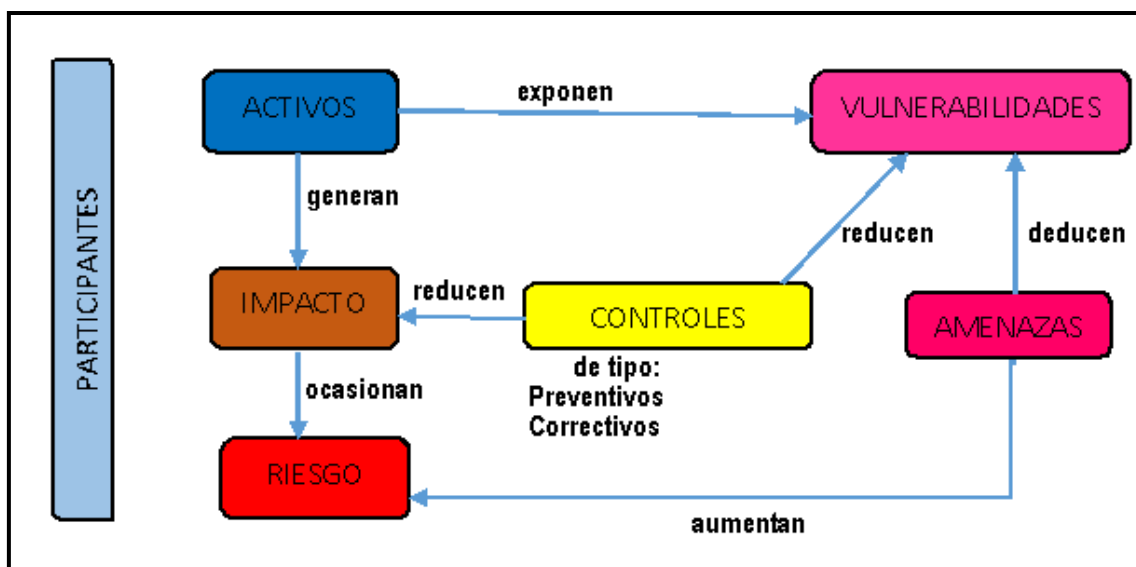 PARTICIPANTES
ACTIVOS
exponen
VULNERABILIDADES
generan
reducen
deducen
IMPACTO
reducen
CONTROLES
AMENAZAS
de tipo:
Preventivos
Correctivos
ocasionan
RIESGO
aumentan